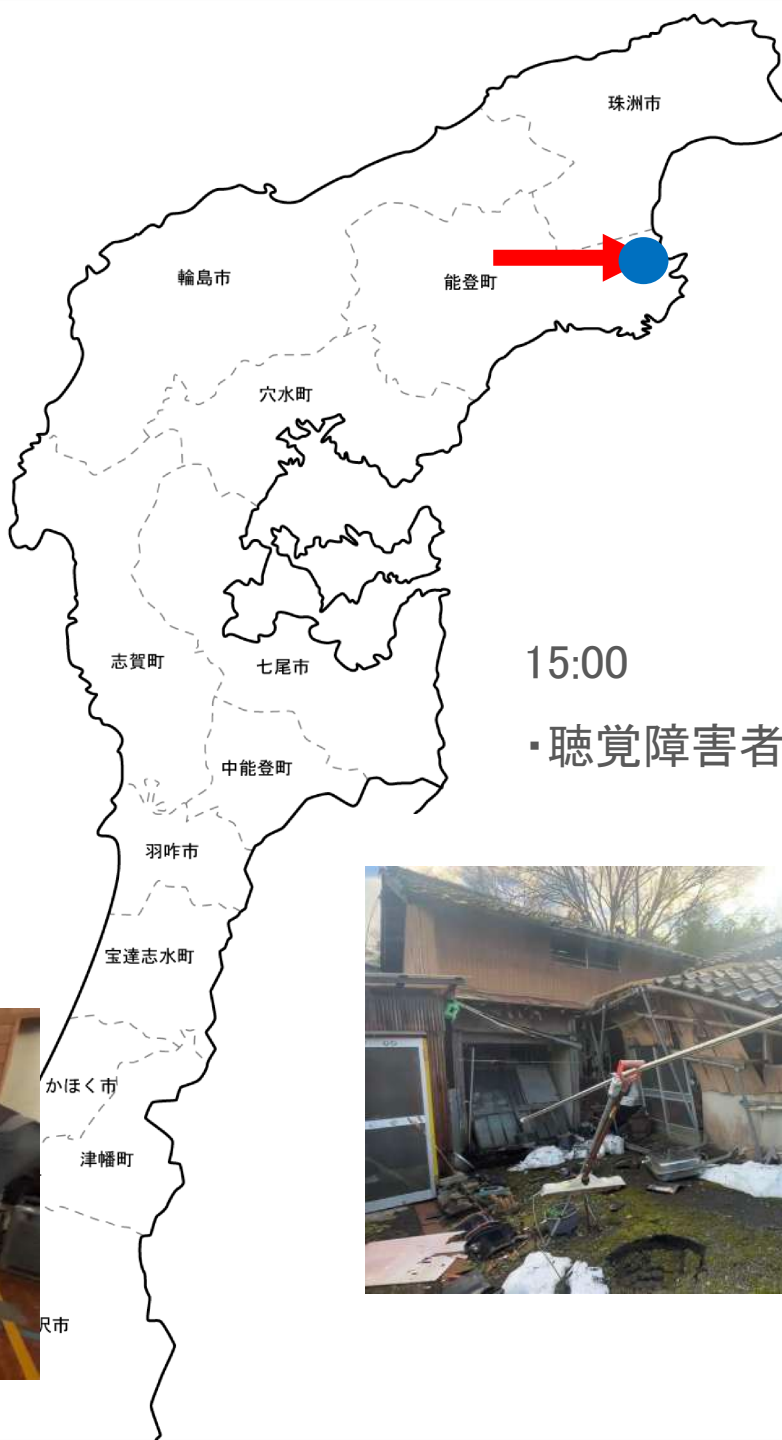 珠洲市
輪島市
能登町
穴水町
志賀町
七尾市
15:00
・聴覚障害者
中能登町
羽咋市
宝達志水町
かほく市
津幡町
沢市